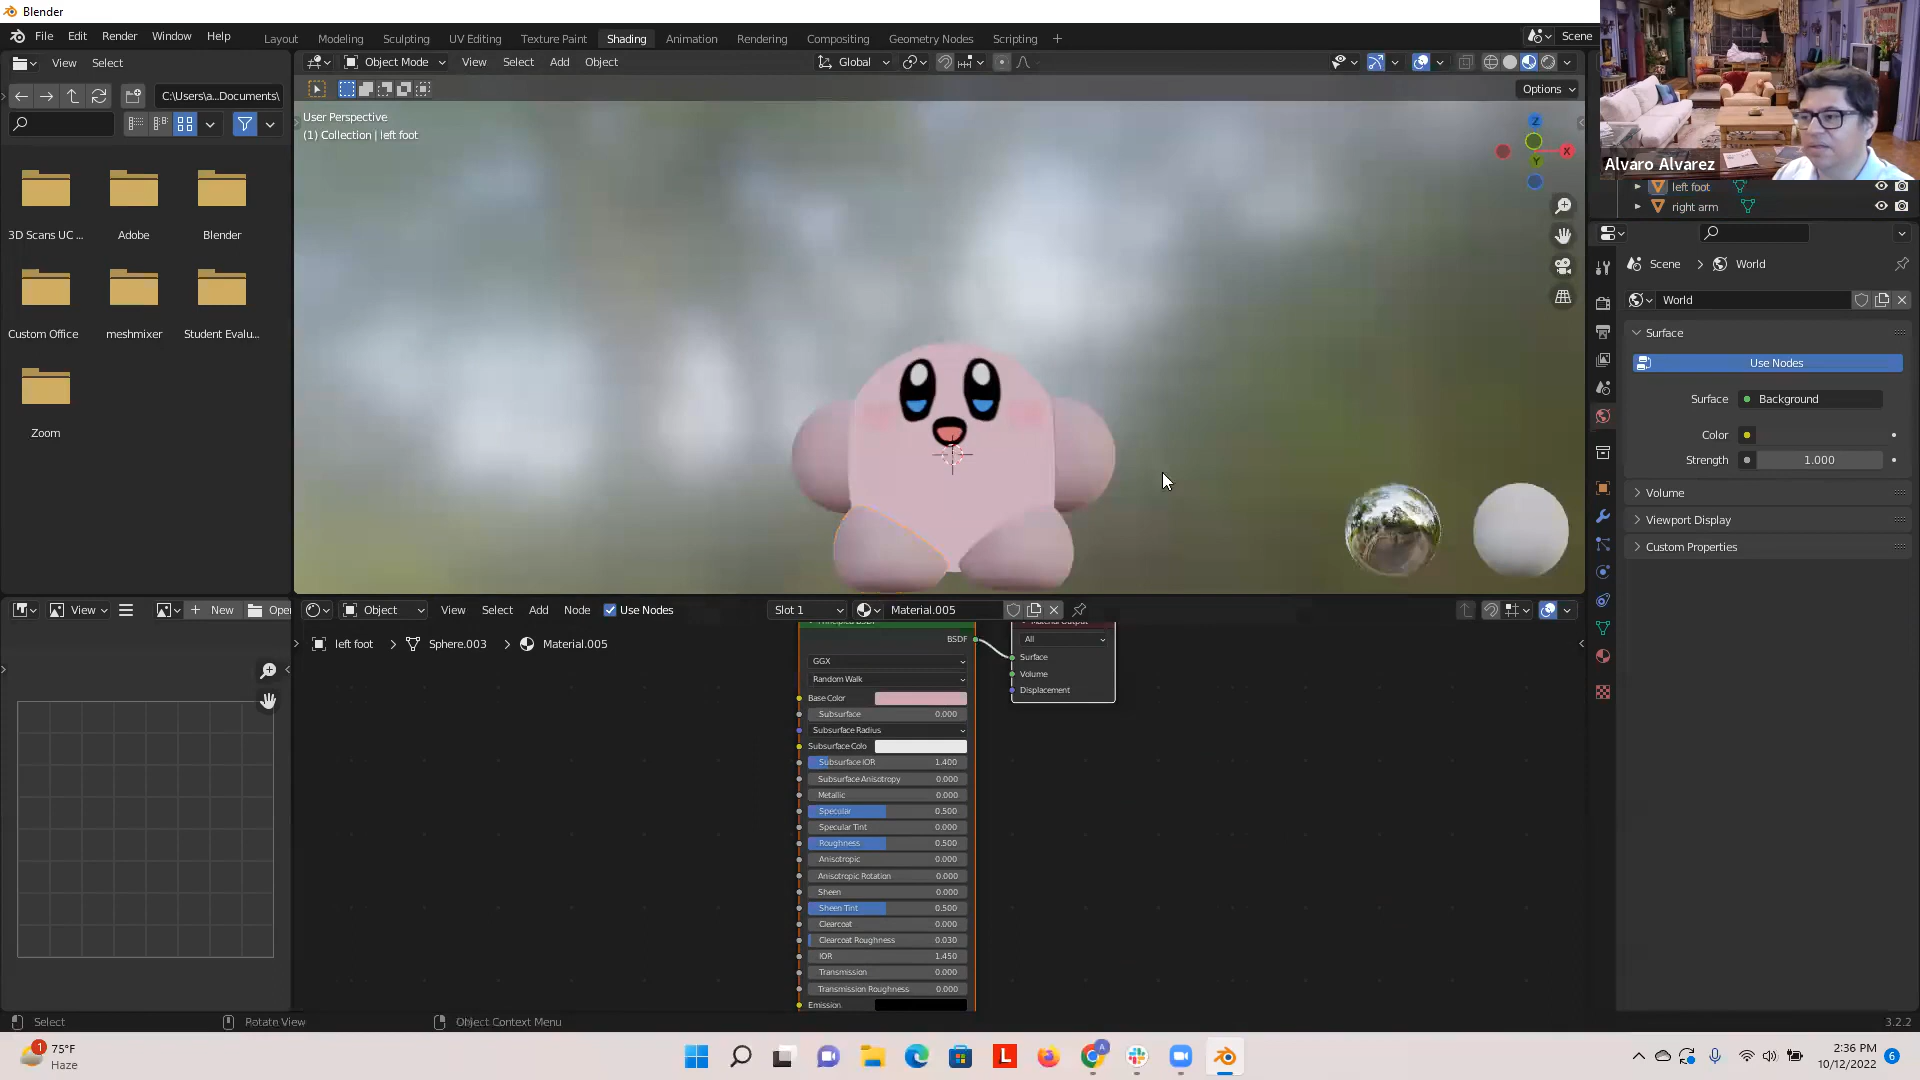 Blender
File Edit Render Window Help
Layout Modeling Sculpting UV Editing Texture Paint Shading Animation Rendering Compositing Geometry Nodes Scripting
Scene
View Select
Object Mode View Select Add Object
Global
Options
C:\Users\a...Documents\
User Perspective
(1) Collection | left foot
Z
X
Y
Alvaro Alvarez
left foot
right arm
3D Scans UC ... Adobe Blender
Custom Office meshmixer Student Evalu...
Zoom
Scene > World
World
Surface
Use Nodes
Surface Background
Color
Strength 1.000
Volume
Viewport Display
Custom Properties
View New Open
Object View Select Add Node Use Nodes Slot 1 Material.005
left foot > Sphere.003 > Material.005
Principled BSDF
BSDF
GGX
Random Walk
Base Color
Subsurface 0.000
Subsurface Radius
Subsurface Colo
Subsurface IOR 1.400
Subsurface Anisotropy 0.000
Metallic 0.000
Specular 0.500
Specular Tint 0.000
Roughness 0.500
Anisotropic 0.000
Anisotropic Rotation 0.000
Sheen 0.000
Sheen Tint 0.500
Clearcoat 0.000
Clearcoat Roughness 0.030
IOR 1.450
Transmission 0.000
Transmission Roughness 0.000
Emission
Material Output
All
Surface
Volume
Displacement
Select Rotate View Object Context Menu
3.2.2
1
75°F
Haze
L
A
2:36 PM
10/12/2022
6